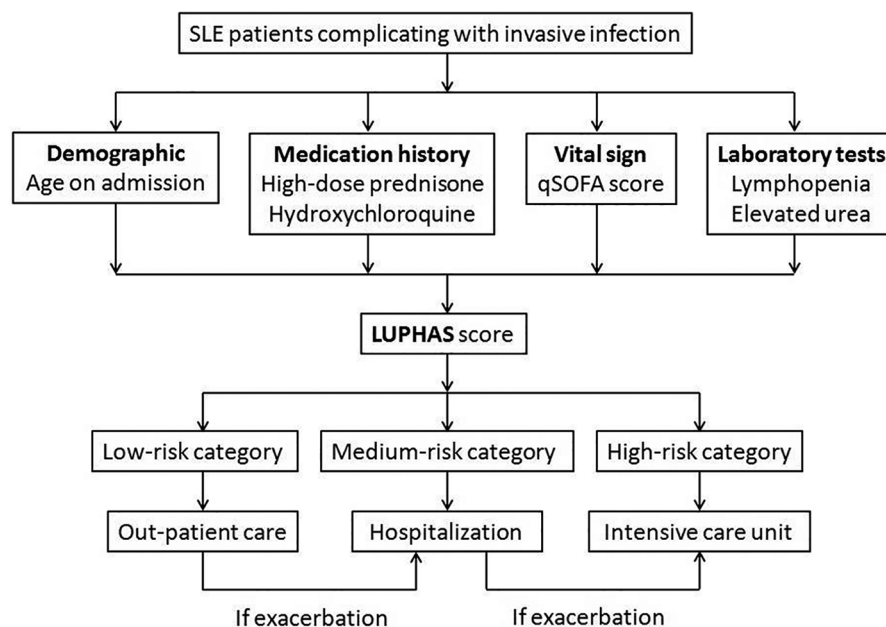 SLE patients complicating with invasive infection
Demographic
Age on admission
Medication history
High-dose prednisone
Hydroxychloroquine
Vital sign
qSOFA score
Laboratory tests
Lymphopenia
Elevated urea
LUPHAS score
Low-risk category
Medium-risk category
High-risk category
Out-patient care
Hospitalization
Intensive care unit
If exacerbation
If exacerbation